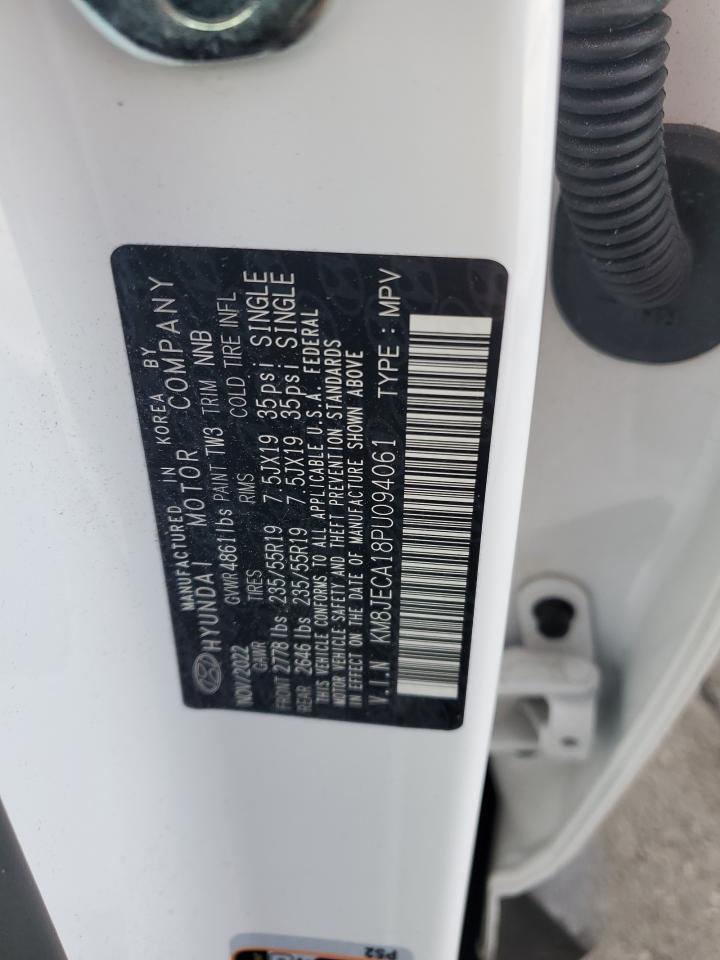 MANUFACTURED IN KOREA BY
HYUNDAI MOTOR COMPANY
NOV/2022 GVWR 4861 lbs PAINT TW3 TRIM NNB
GAWR TIRES RIMS COLD TIRE INFL
FRONT 2778 lbs 235/55R19 7.5JX19 35psi SINGLE
REAR 2646 lbs 235/55R19 7.5JX19 35psi SINGLE
THIS VEHICLE CONFORMS TO ALL APPLICABLE U.S.A. FEDERAL
MOTOR VEHICLE SAFETY AND THEFT PREVENTION STANDARDS
IN EFFECT ON THE DATE OF MANUFACTURE SHOWN ABOVE
V.I.N KM8JECA18PU094061 TYPE : MPV
PS2